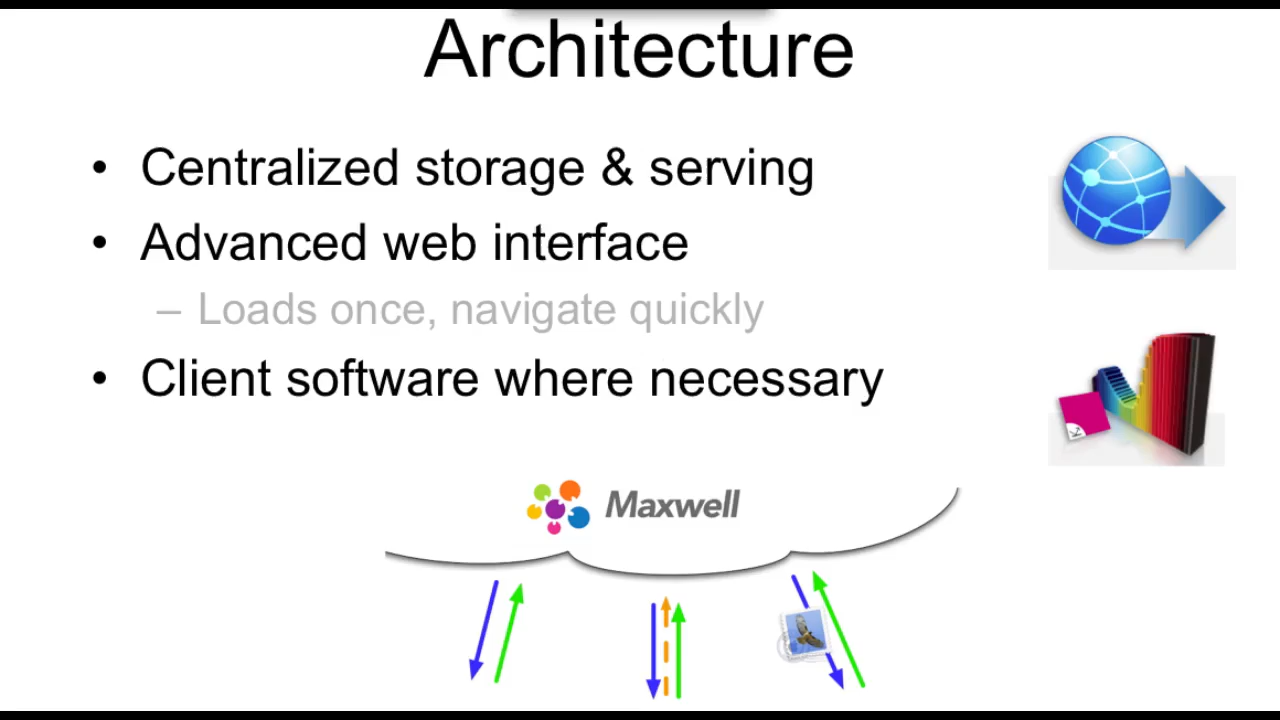 Architecture
• Centralized storage & serving
• Advanced web interface
– Loads once, navigate quickly
• Client software where necessary
Maxwell